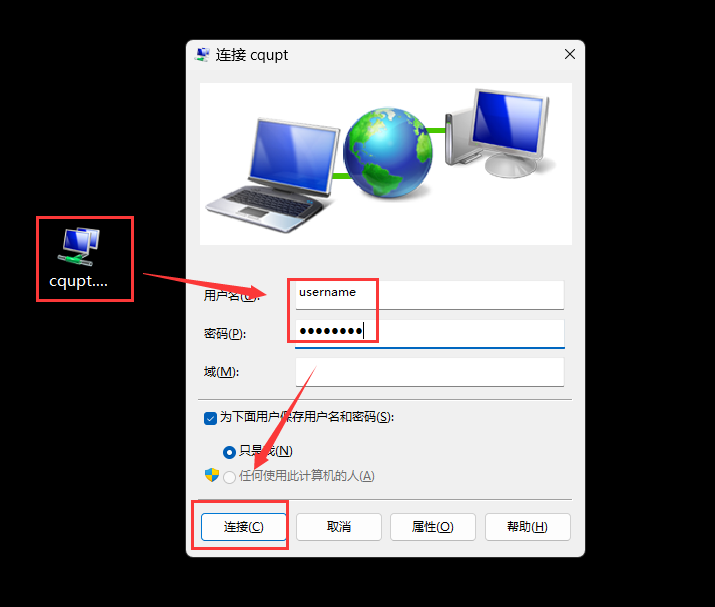 连接 cqupt
cqupt....
用户名(U):
username
密码(P):
••••••••
域(M):
为下面用户保存用户名和密码(S):
只是我(N)
任何使用此计算机的人(A)
连接(C)
取消
属性(O)
帮助(H)